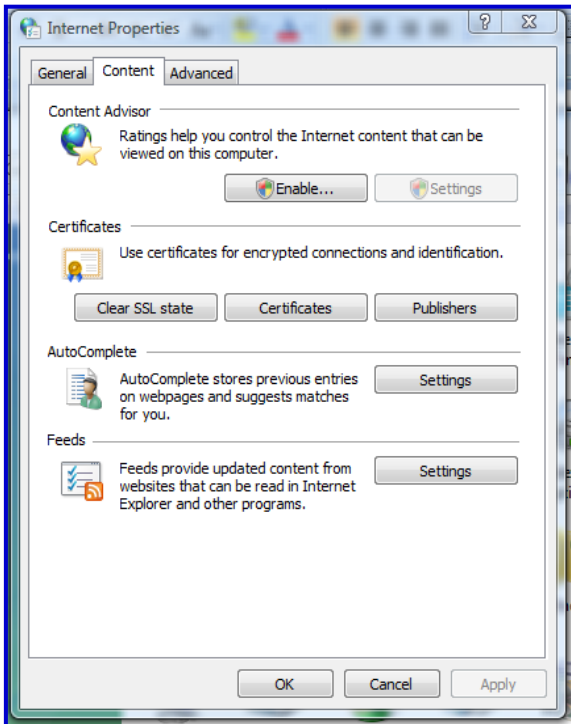 Internet Properties
General Content Advanced
Content Advisor
Ratings help you control the Internet content that can be
viewed on this computer.
Enable... Settings
Certificates
Use certificates for encrypted connections and identification.
Clear SSL state Certificates Publishers
AutoComplete
AutoComplete stores previous entries
on webpages and suggests matches
for you.
Settings
Feeds
Feeds provide updated content from
websites that can be read in Internet
Explorer and other programs.
Settings
OK Cancel Apply